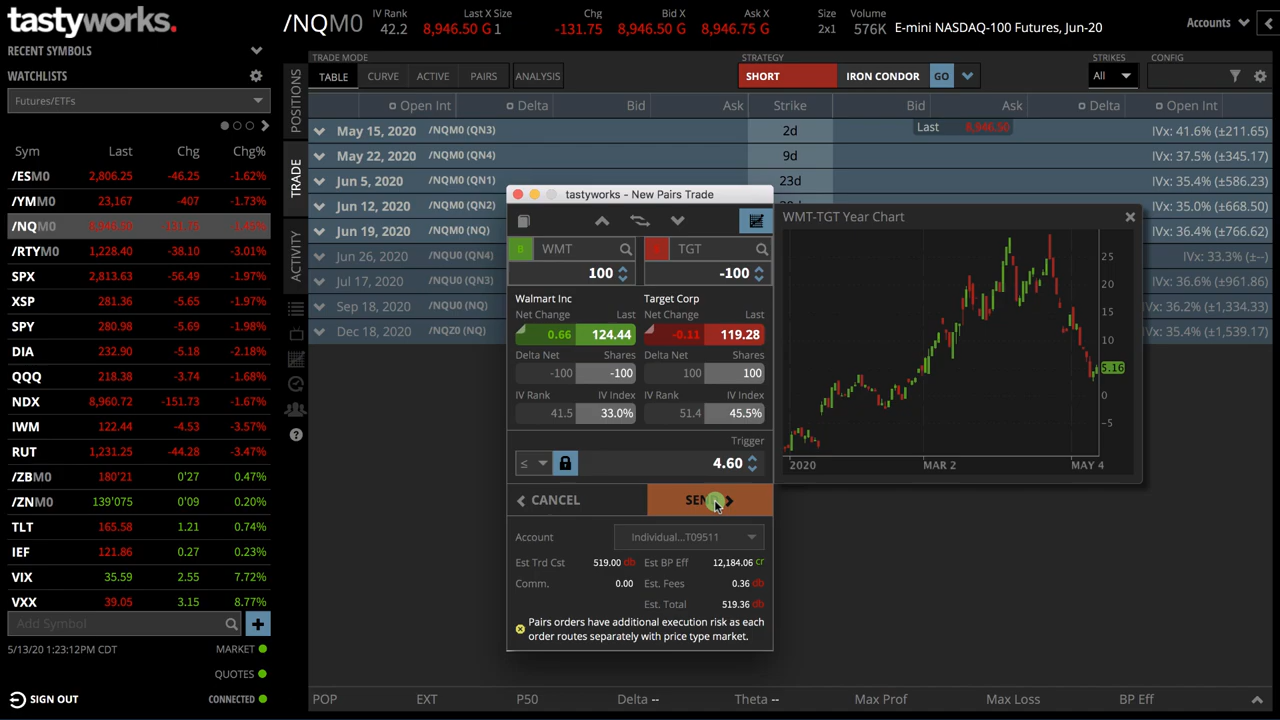 tastyworks.
/NQM0
IV Rank
42.2
Last X Size
8,946.50 G 1
Chg
-131.75
Bid X
8,946.50 G
Ask X
8,946.75 G
Size
2x1
Volume
576K
E-mini NASDAQ-100 Futures, Jun-20
Accounts
RECENT SYMBOLS
WATCHLISTS
Futures/ETFs
Sym Last Chg Chg%
/ESM0 2,806.25 -46.25 -1.62%
/YMM0 23,167 -407 -1.73%
/NQM0 8,946.50 -131.75 -1.45%
/RTYM0 1,228.40 -38.10 -3.01%
SPX 2,813.63 -56.49 -1.97%
XSP 281.36 -5.65 -1.97%
SPY 280.98 -5.69 -1.98%
DIA 232.90 -5.18 -2.18%
QQQ 218.38 -3.74 -1.68%
NDX 8,960.72 -151.73 -1.67%
IWM 122.44 -4.53 -3.57%
RUT 1,231.25 -44.28 -3.47%
/ZBM0 180'21 0'27 0.47%
/ZNM0 139'075 0'09 0.20%
TLT 165.58 1.21 0.74%
IEF 121.86 0.27 0.23%
VIX 35.59 2.55 7.72%
VXX 39.05 3.15 8.77%
Add Symbol
5/13/20 1:23:12PM CDT
MARKET
QUOTES
SIGN OUT
CONNECTED
POSITIONS
TRADE
ACTIVITY
TRADE MODE
TABLE CURVE ACTIVE PAIRS ANALYSIS
STRATEGY
SHORT IRON CONDOR GO
STRIKES
All
CONFIG
Open Int Delta Bid Ask Strike Bid Ask Delta Open Int
May 15, 2020 /NQM0 (QN3) 2d IVx: 41.6% (±211.65)
Last 8,946.50
May 22, 2020 /NQM0 (QN4) 9d IVx: 37.5% (±345.17)
Jun 5, 2020 /NQM0 (QN1) 23d IVx: 35.4% (±586.23)
Jun 12, 2020 /NQM0 (QN2) IVx: 35.0% (±668.50)
Jun 19, 2020 /NQM0 (NQ) IVx: 36.4% (±766.62)
Jun 26, 2020 /NQU0 (QN4) IVx: 33.3% (±--)
Jul 17, 2020 /NQU0 (QN3) IVx: 36.6% (±961.86)
Sep 18, 2020 /NQU0 (NQ) IVx: 36.2% (±1,334.33)
Dec 18, 2020 /NQZ0 (NQ) IVx: 35.4% (±1,539.17)
tastyworks - New Pairs Trade
B WMT TGT
100 -100
Walmart Inc Target Corp
Net Change Last Net Change Last
0.66 124.44 -0.11 119.28
Delta Net Shares Delta Net Shares
-100 -100 100 100
IV Rank IV Index IV Rank IV Index
41.5 33.0% 51.4 45.5%
Trigger
≤ 4.60
CANCEL
Account Individual...T09511
Est Trd Cst 519.00 db Est BP Eff 12,184.06 cr
Comm. 0.00 Est. Fees 0.36 db
Est. Total 519.36 db
Pairs orders have additional execution risk as each
order routes separately with price type market.
WMT-TGT Year Chart
25
20
15
10
5.16
0
-5
2020 MAR 2 MAY 4
POP EXT P50 Delta -- Theta -- Max Prof Max Loss BP Eff